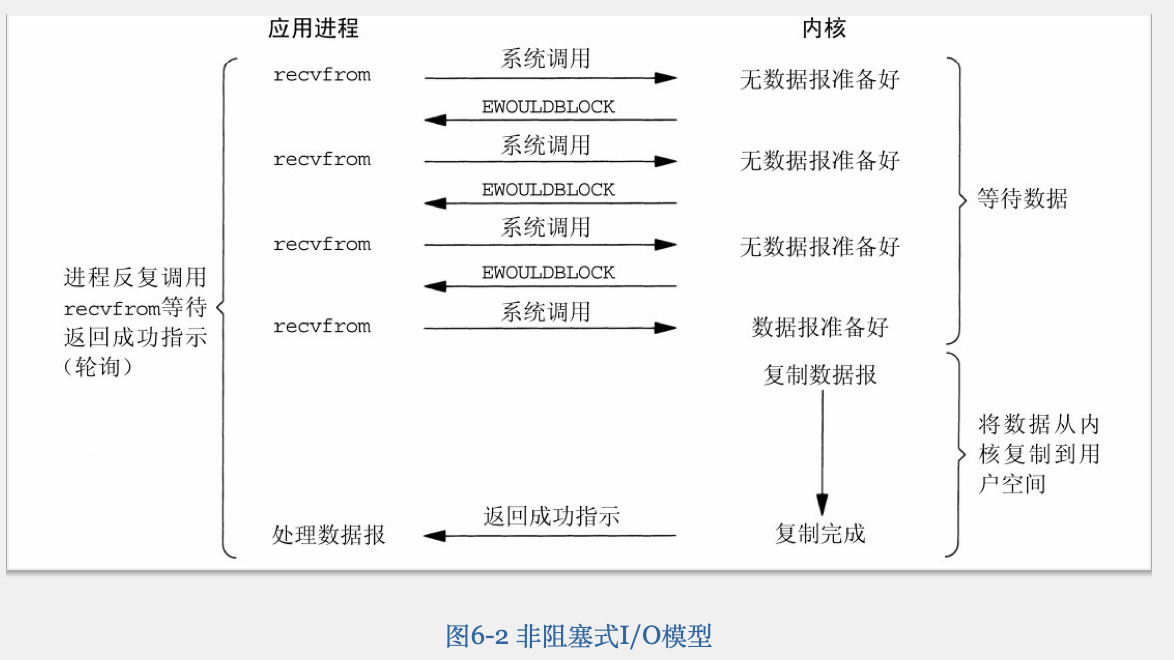 应用进程
内核
系统调用
recvfrom
无数据报准备好
EWOULDBLOCK
系统调用
recvfrom
无数据报准备好
EWOULDBLOCK
等待数据
系统调用
recvfrom
无数据报准备好
EWOULDBLOCK
进程反复调用
recvfrom等待
返回成功指示
（轮询）
系统调用
recvfrom
数据报准备好
复制数据报
将数据从内
核复制到用
户空间
返回成功指示
处理数据报
复制完成
图6-2 非阻塞式I/O模型